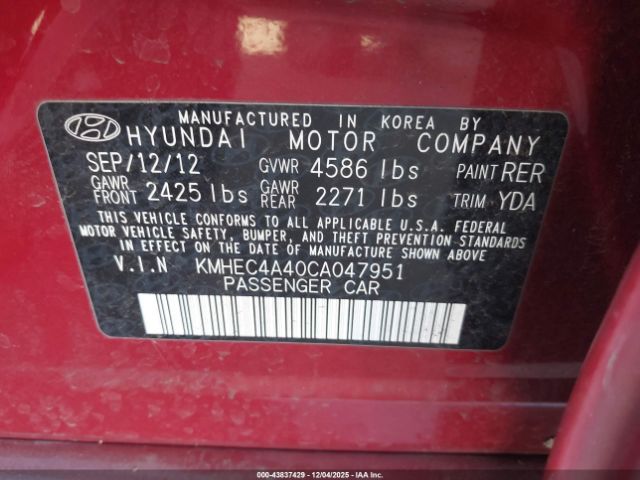 MANUFACTURED IN KOREA BY
HYUNDAI MOTOR COMPANY
SEP/12/12 GVWR 4586 lbs PAINT RER
GAWR FRONT 2425 lbs GAWR REAR 2271 lbs TRIM YDA
THIS VEHICLE CONFORMS TO ALL APPLICABLE U.S.A. FEDERAL
MOTOR VEHICLE SAFETY, BUMPER, AND THEFT PREVENTION STANDARDS
IN EFFECT ON THE DATE OF MANUFACTURE SHOWN ABOVE.
V.I.N KMHEC4A40CA047951
PASSENGER CAR
IAA - 43837429 - 12/04/2025 - IAAI.COM